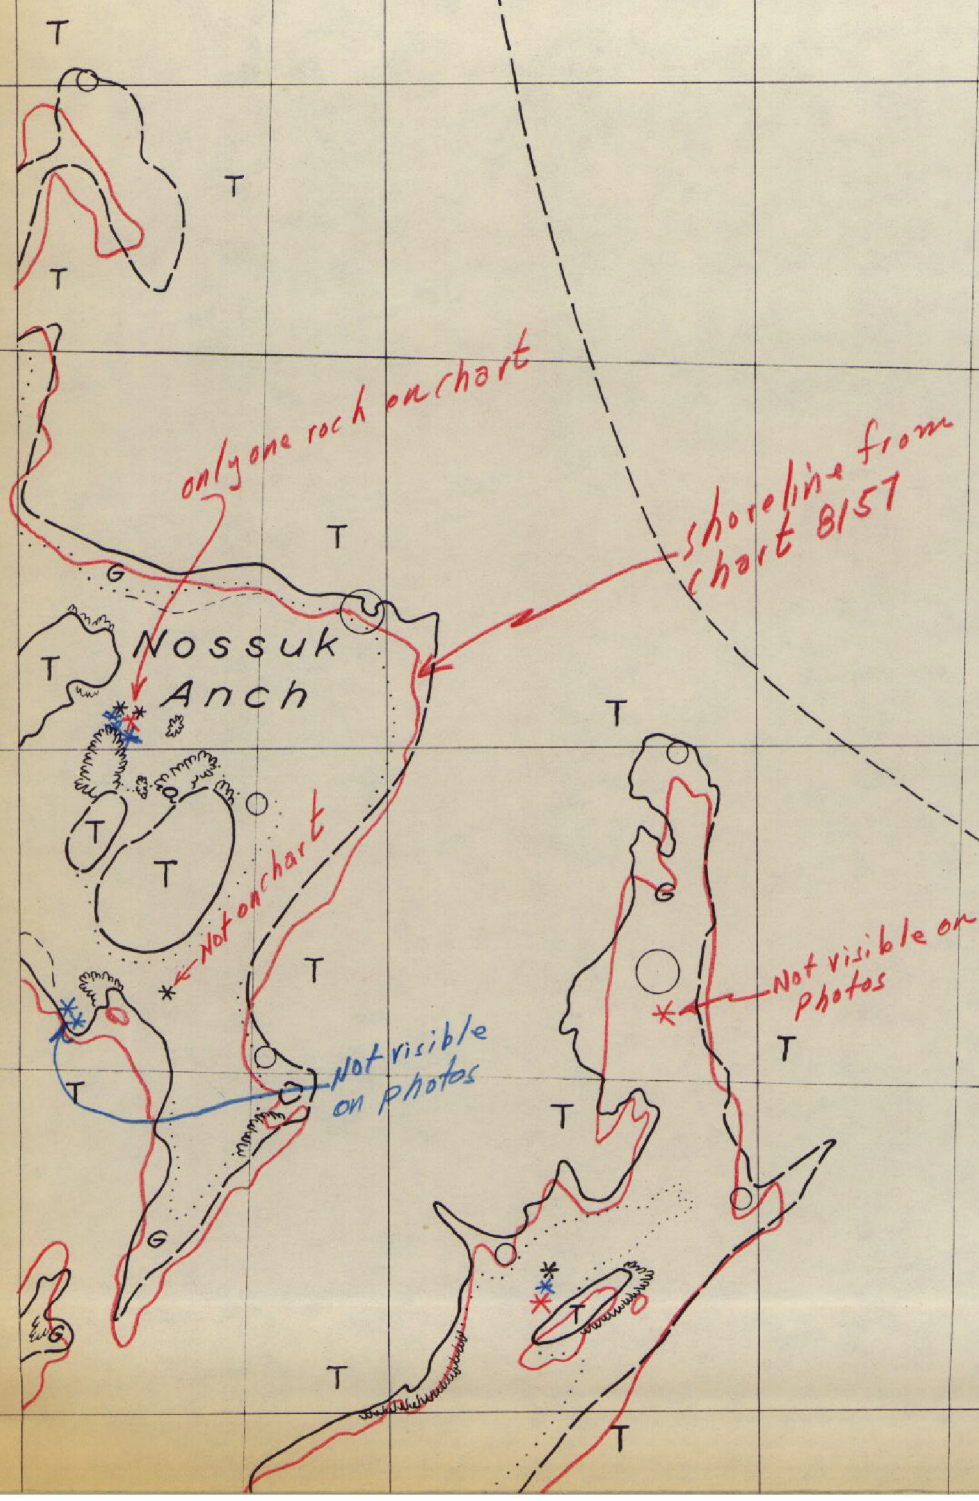 T
T
T
only one rock on chart
shoreline from
chart 8157
T
G
Nossuk
Anch
T
T
T
T
Not on chart
G
T
Not visible on
Photos
T
Not visible
on photos
T
T
G
G
T
T
T